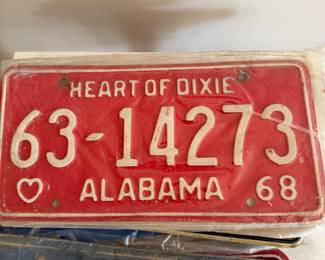 HEART OF DIXIE
63-14273
ALABAMA 68